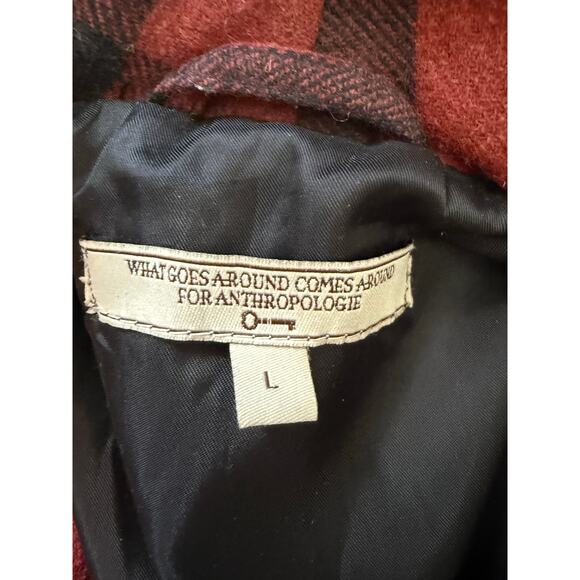 WHAT GOES AROUND COMES AROUND
FOR ANTHROPOLOGIE
L